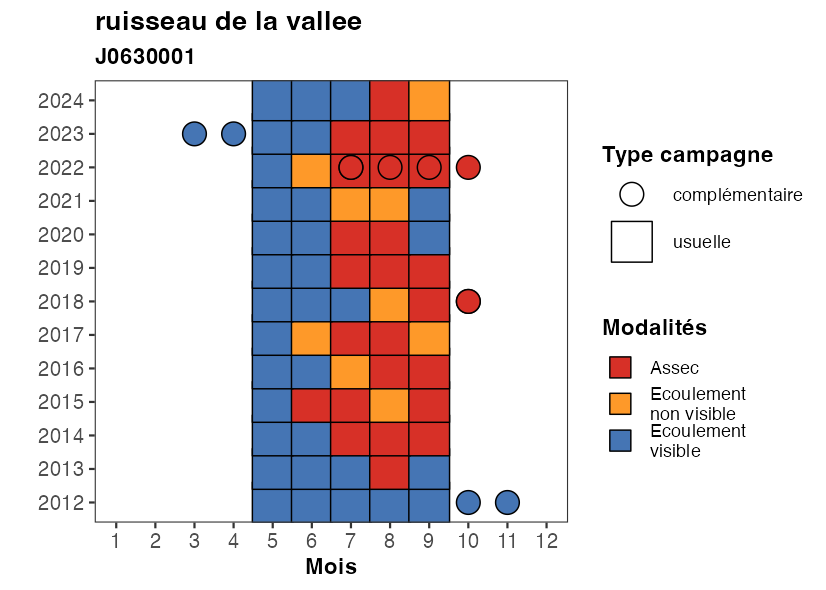 ruisseau de la vallee
J0630001
2024
2023
2022
2021
2020
2019
2018
2017
2016
2015
2014
2013
2012
1 2 3 4 5 6 7 8 9 10 11 12
Mois
Type campagne
complémentaire
usuelle
Modalités
Assec
Ecoulement
non visible
Ecoulement
visible